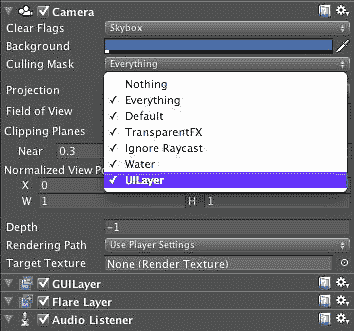 Camera
Clear Flags Skybox
Background
Culling Mask Everything
Nothing
Everything
Default
TransparentFX
Ignore Raycast
Water
UILayer
Projection
Field of View
Clipping Planes
Near 0.3
Normalized View Po
X 0
W 1 H 1
Depth -1
Rendering Path Use Player Settings
Target Texture None (Render Texture)
GUILayer
Flare Layer
Audio Listener